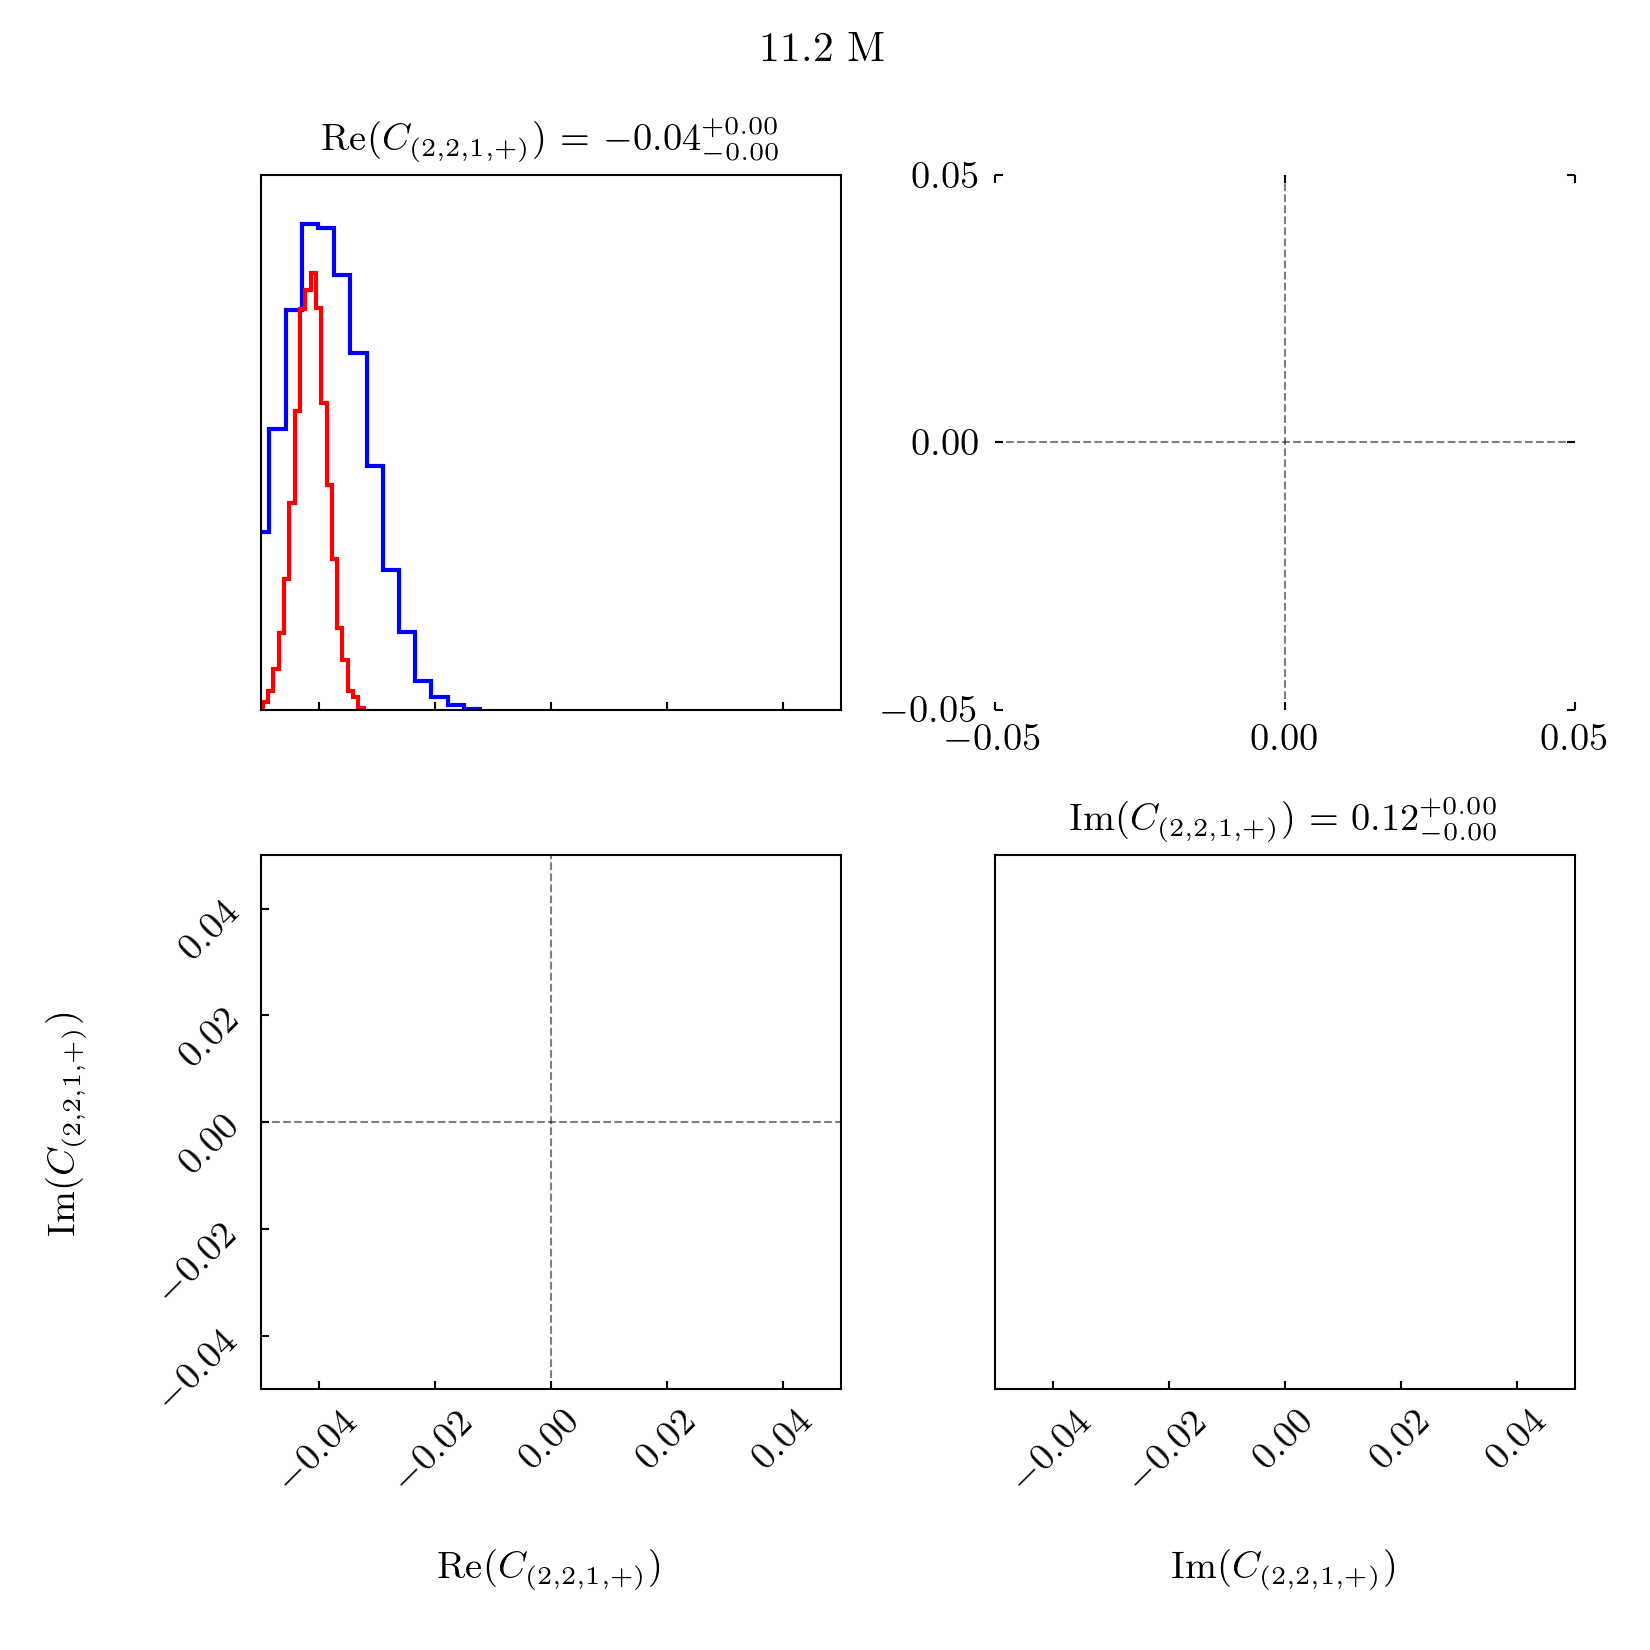 11.2 M
Re(C_{(2,2,1,+)}) = −0.04^{+0.00}_{−0.00}
0.05
0.00
−0.05
−0.05 0.00 0.05
Im(C_{(2,2,1,+)}) = 0.12^{+0.00}_{−0.00}
0.04
0.02
0.00
−0.02
−0.04
Im(C_{(2,2,1,+)})
−0.04 −0.02 0.00 0.02 0.04
−0.04 −0.02 0.00 0.02 0.04
Re(C_{(2,2,1,+)})
Im(C_{(2,2,1,+)})